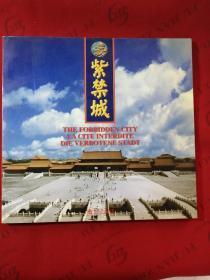 紫禁城
THE FORBIDDEN CITY
LA CITE INTERDITE
DIE VERBOTENE STADT